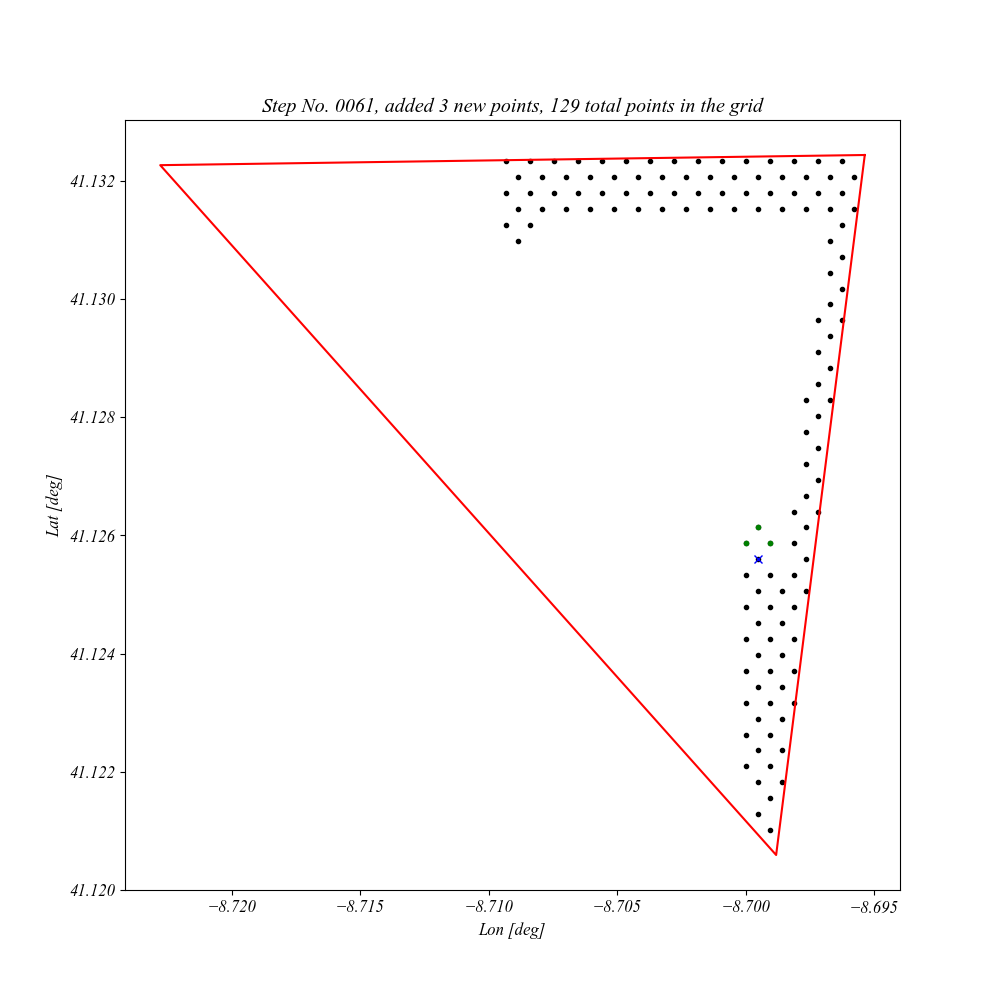 Step No. 0061, added 3 new points, 129 total points in the grid
41.132
41.130
41.128
41.126
41.124
41.122
41.120
Lat [deg]
−8.720 −8.715 −8.710 −8.705 −8.700 −8.695
Lon [deg]